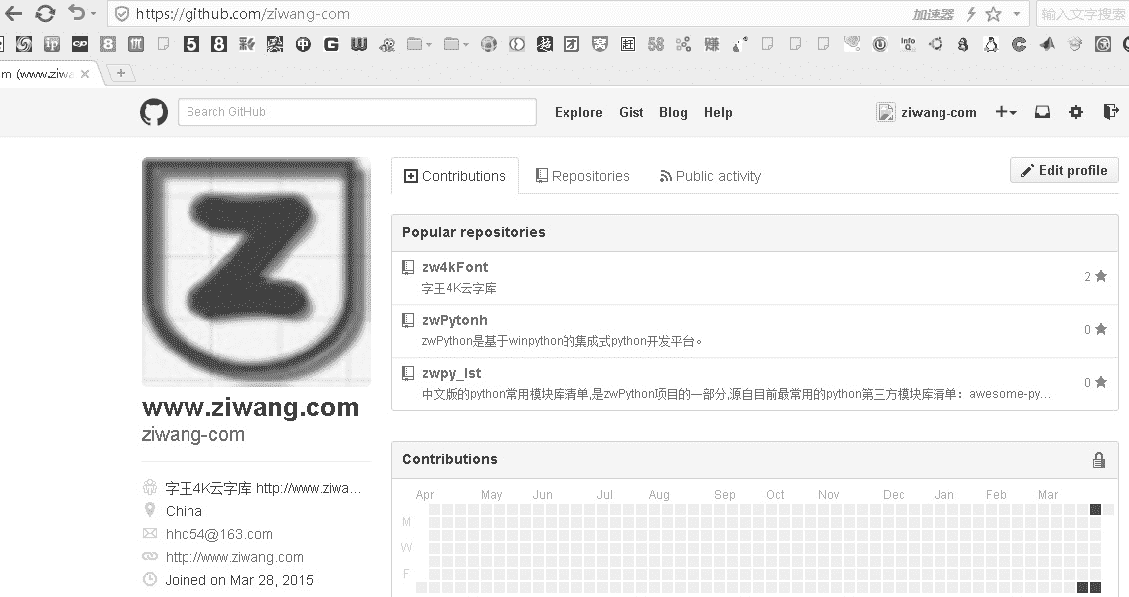 https://github.com/ziwang-com
加速器
输入文字搜索
m (www.ziwa
Search GitHub
Explore
Gist
Blog
Help
ziwang-com
Contributions
Repositories
Public activity
Edit profile
Popular repositories
zw4kFont
2
字王4K云字库
zwPytonh
0
zwPython是基于winpython的集成式python开发平台。
zwpy_lst
0
中文版的python常用模块库清单,是zwPython项目的一部分,源自目前最常用的python第三方模块库清单：awesome-py...
Z
www.ziwang.com
ziwang-com
字王4K云字库 http://www.ziwa...
China
hhc54@163.com
http://www.ziwang.com
Joined on Mar 28, 2015
Contributions
Apr May Jun Jul Aug Sep Oct Nov Dec Jan Feb Mar
M
W
F